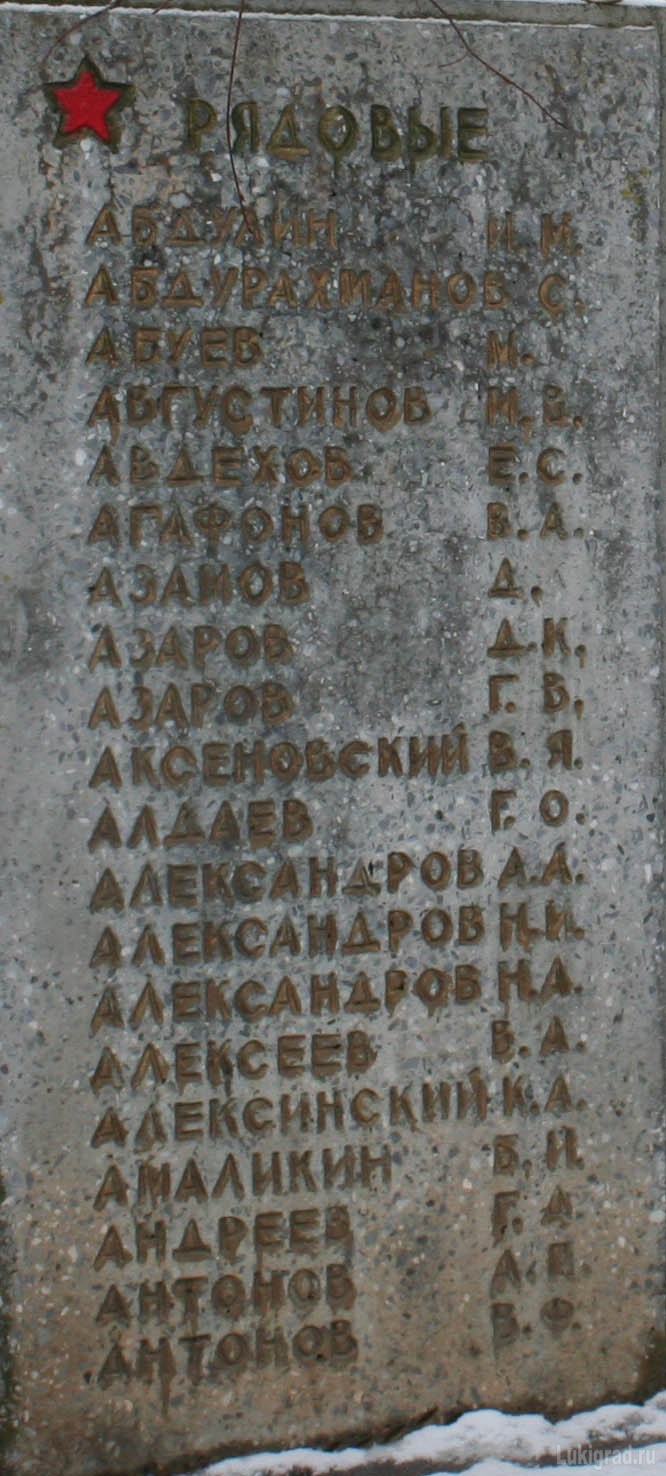 РЯДОВЫЕ
АБДУЛИН И. М.
АБДУРАХМАНОВ С.
АБУЕВ М.
АВГУСТИНОВ М. В.
АВДЕХОВ Е. С.
АГАФОНОВ В. А.
АЗАМОВ Д.
АЗАРОВ Д. К.
АЗАРОВ Г. В.
АКСЕНОВСКИЙ В. Я.
АЛДАЕВ Г. О.
АЛЕКСАНДРОВ А. А.
АЛЕКСАНДРОВ Н. И.
АЛЕКСАНДРОВ Н. А.
АЛЕКСЕЕВ В. А.
АЛЕКСИНСКИЙ К. А.
АМАЛИКИН Б. И.
АНДРЕЕВ Г. Д
АНТОНОВ А.
АНТОНОВ В. Ф.
Lukigrad.ru